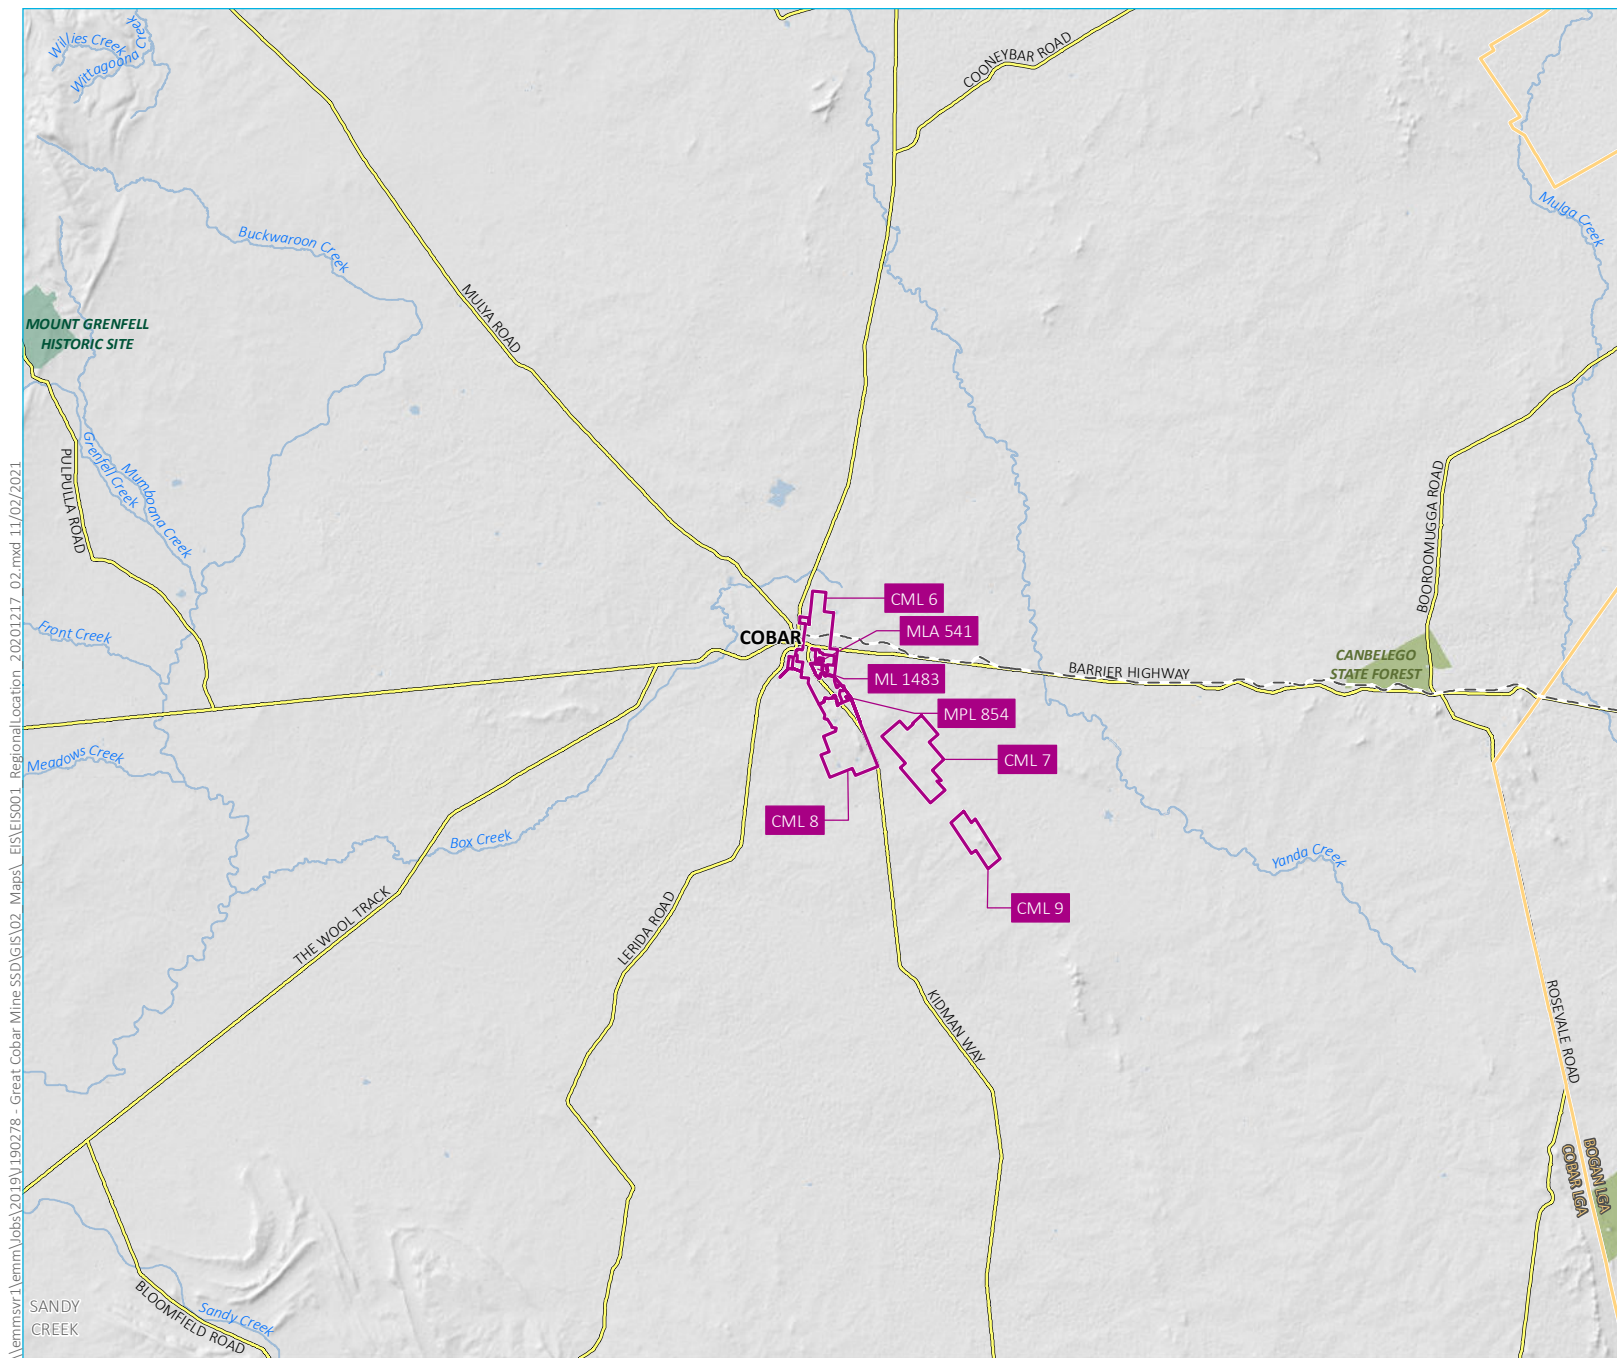 Willies Creek
Wittagoona Creek
COONEYBAR ROAD
Mulga Creek
Buckwaroon Creek
MULYA ROAD
MOUNT GRENFELL
HISTORIC SITE
PULPULLA ROAD
Grenfell Creek
Mumboana Creek
BOOROOMUGGA ROAD
CML 6
Front Creek
MLA 541
COBAR
CANBELEGO
STATE FOREST
BARRIER HIGHWAY
ML 1483
MPL 854
Meadows Creek
CML 7
CML 8
Box Creek
Yanda Creek
THE WOOL TRACK
LERIDA ROAD
CML 9
KIDMAN WAY
ROSEVALE ROAD
BOGAN LGA
COBAR LGA
SANDY
CREEK
BLOOMFIELD ROAD
Sandy Creek
\\emmsvr1\emm\Jobs\2019\J190278 - Great Cobar Mine SSD\GIS\02_Maps\_EIS\EIS001_RegionalLocation_20201217_02.mxd 11/02/2021